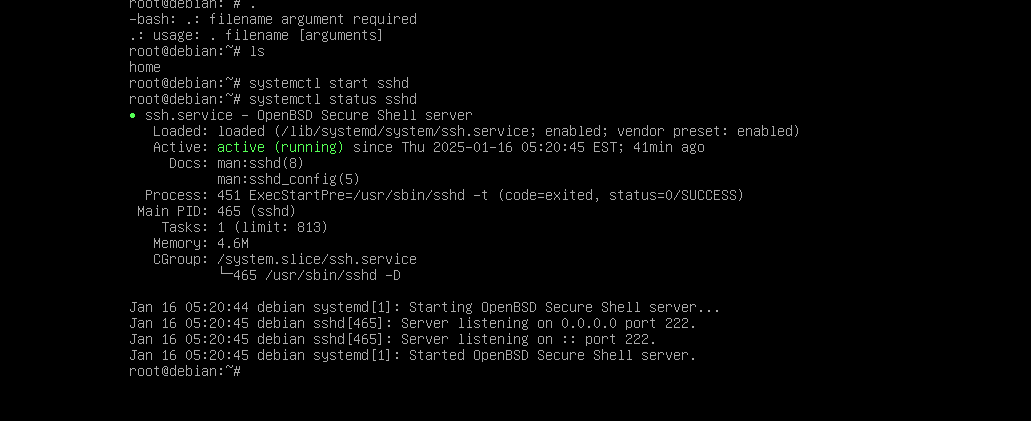 root@debian: # .
-bash: .: filename argument required
.: usage: . filename [arguments]
root@debian:~# ls
home
root@debian:~# systemctl start sshd
root@debian:~# systemctl status sshd
● ssh.service - OpenBSD Secure Shell server
   Loaded: loaded (/lib/systemd/system/ssh.service; enabled; vendor preset: enabled)
   Active: active (running) since Thu 2025-01-16 05:20:45 EST; 41min ago
     Docs: man:sshd(8)
           man:sshd_config(5)
  Process: 451 ExecStartPre=/usr/sbin/sshd -t (code=exited, status=0/SUCCESS)
 Main PID: 465 (sshd)
    Tasks: 1 (limit: 813)
   Memory: 4.6M
   CGroup: /system.slice/ssh.service
           └─465 /usr/sbin/sshd -D
Jan 16 05:20:44 debian systemd[1]: Starting OpenBSD Secure Shell server...
Jan 16 05:20:45 debian sshd[465]: Server listening on 0.0.0.0 port 222.
Jan 16 05:20:45 debian sshd[465]: Server listening on :: port 222.
Jan 16 05:20:45 debian systemd[1]: Started OpenBSD Secure Shell server.
root@debian:~#